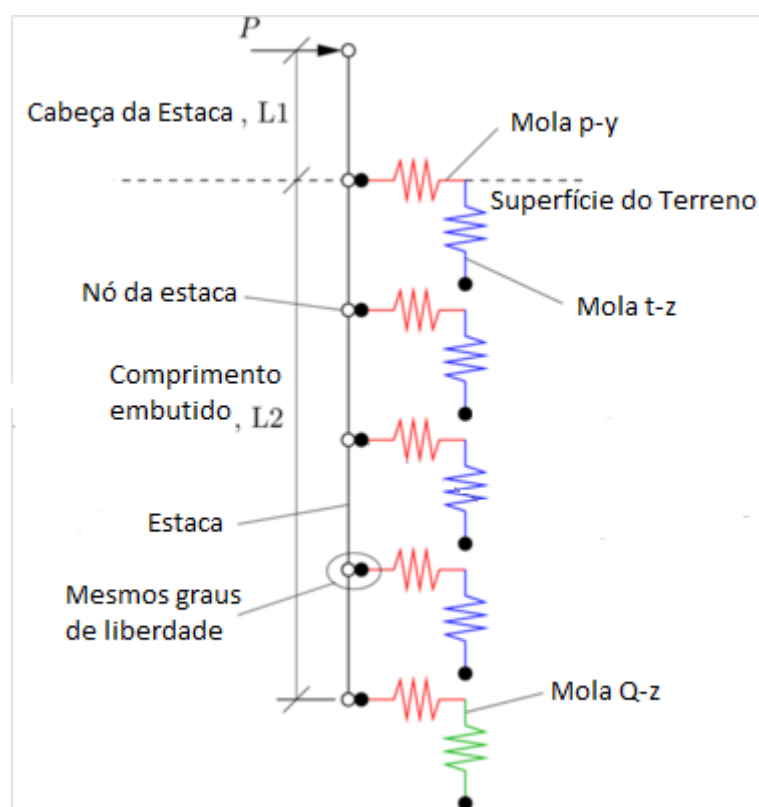 P
Cabeça da Estaca , L1
Mola p-y
Superfície do Terreno
Nó da estaca
Mola t-z
Comprimento
embutido , L2
Estaca
Mesmos graus
de liberdade
Mola Q-z